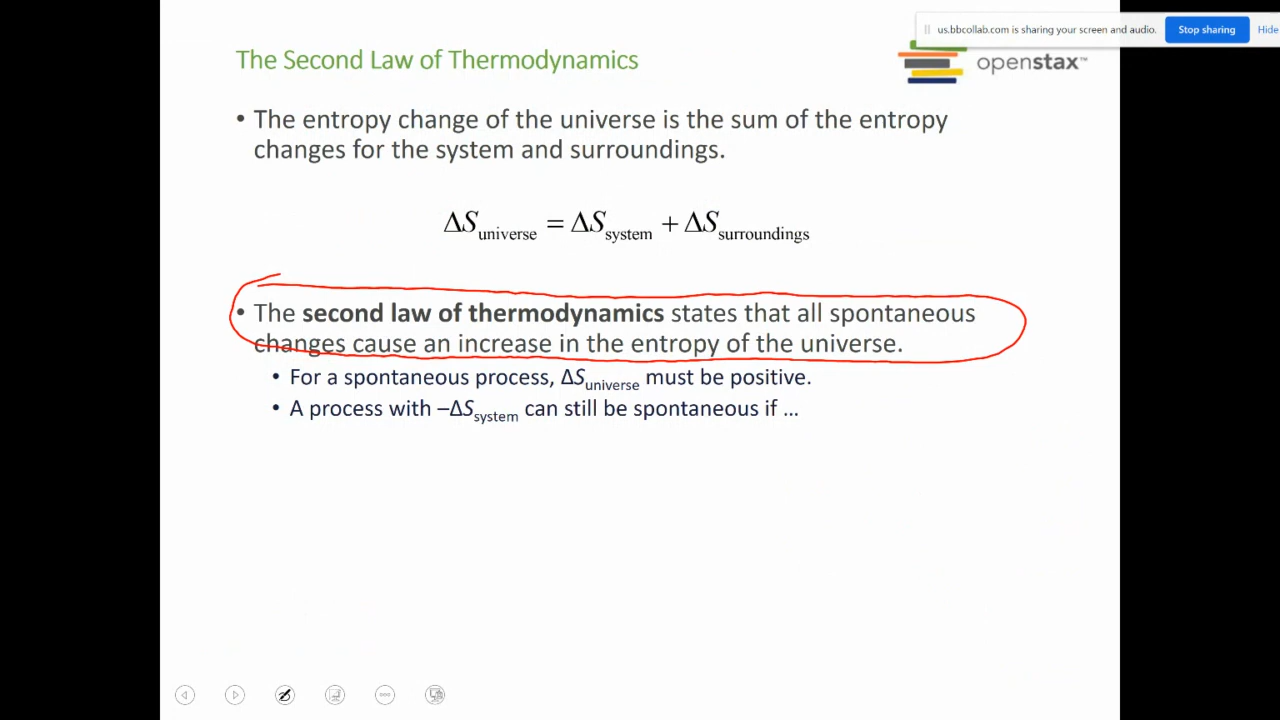 us.bbcollab.com is sharing your screen and audio. Stop sharing Hide
The Second Law of Thermodynamics
openstax™
• The entropy change of the universe is the sum of the entropy
changes for the system and surroundings.
ΔSuniverse = ΔSsystem + ΔSsurroundings
• The second law of thermodynamics states that all spontaneous
changes cause an increase in the entropy of the universe.
• For a spontaneous process, ΔSuniverse must be positive.
• A process with –ΔSsystem can still be spontaneous if ...